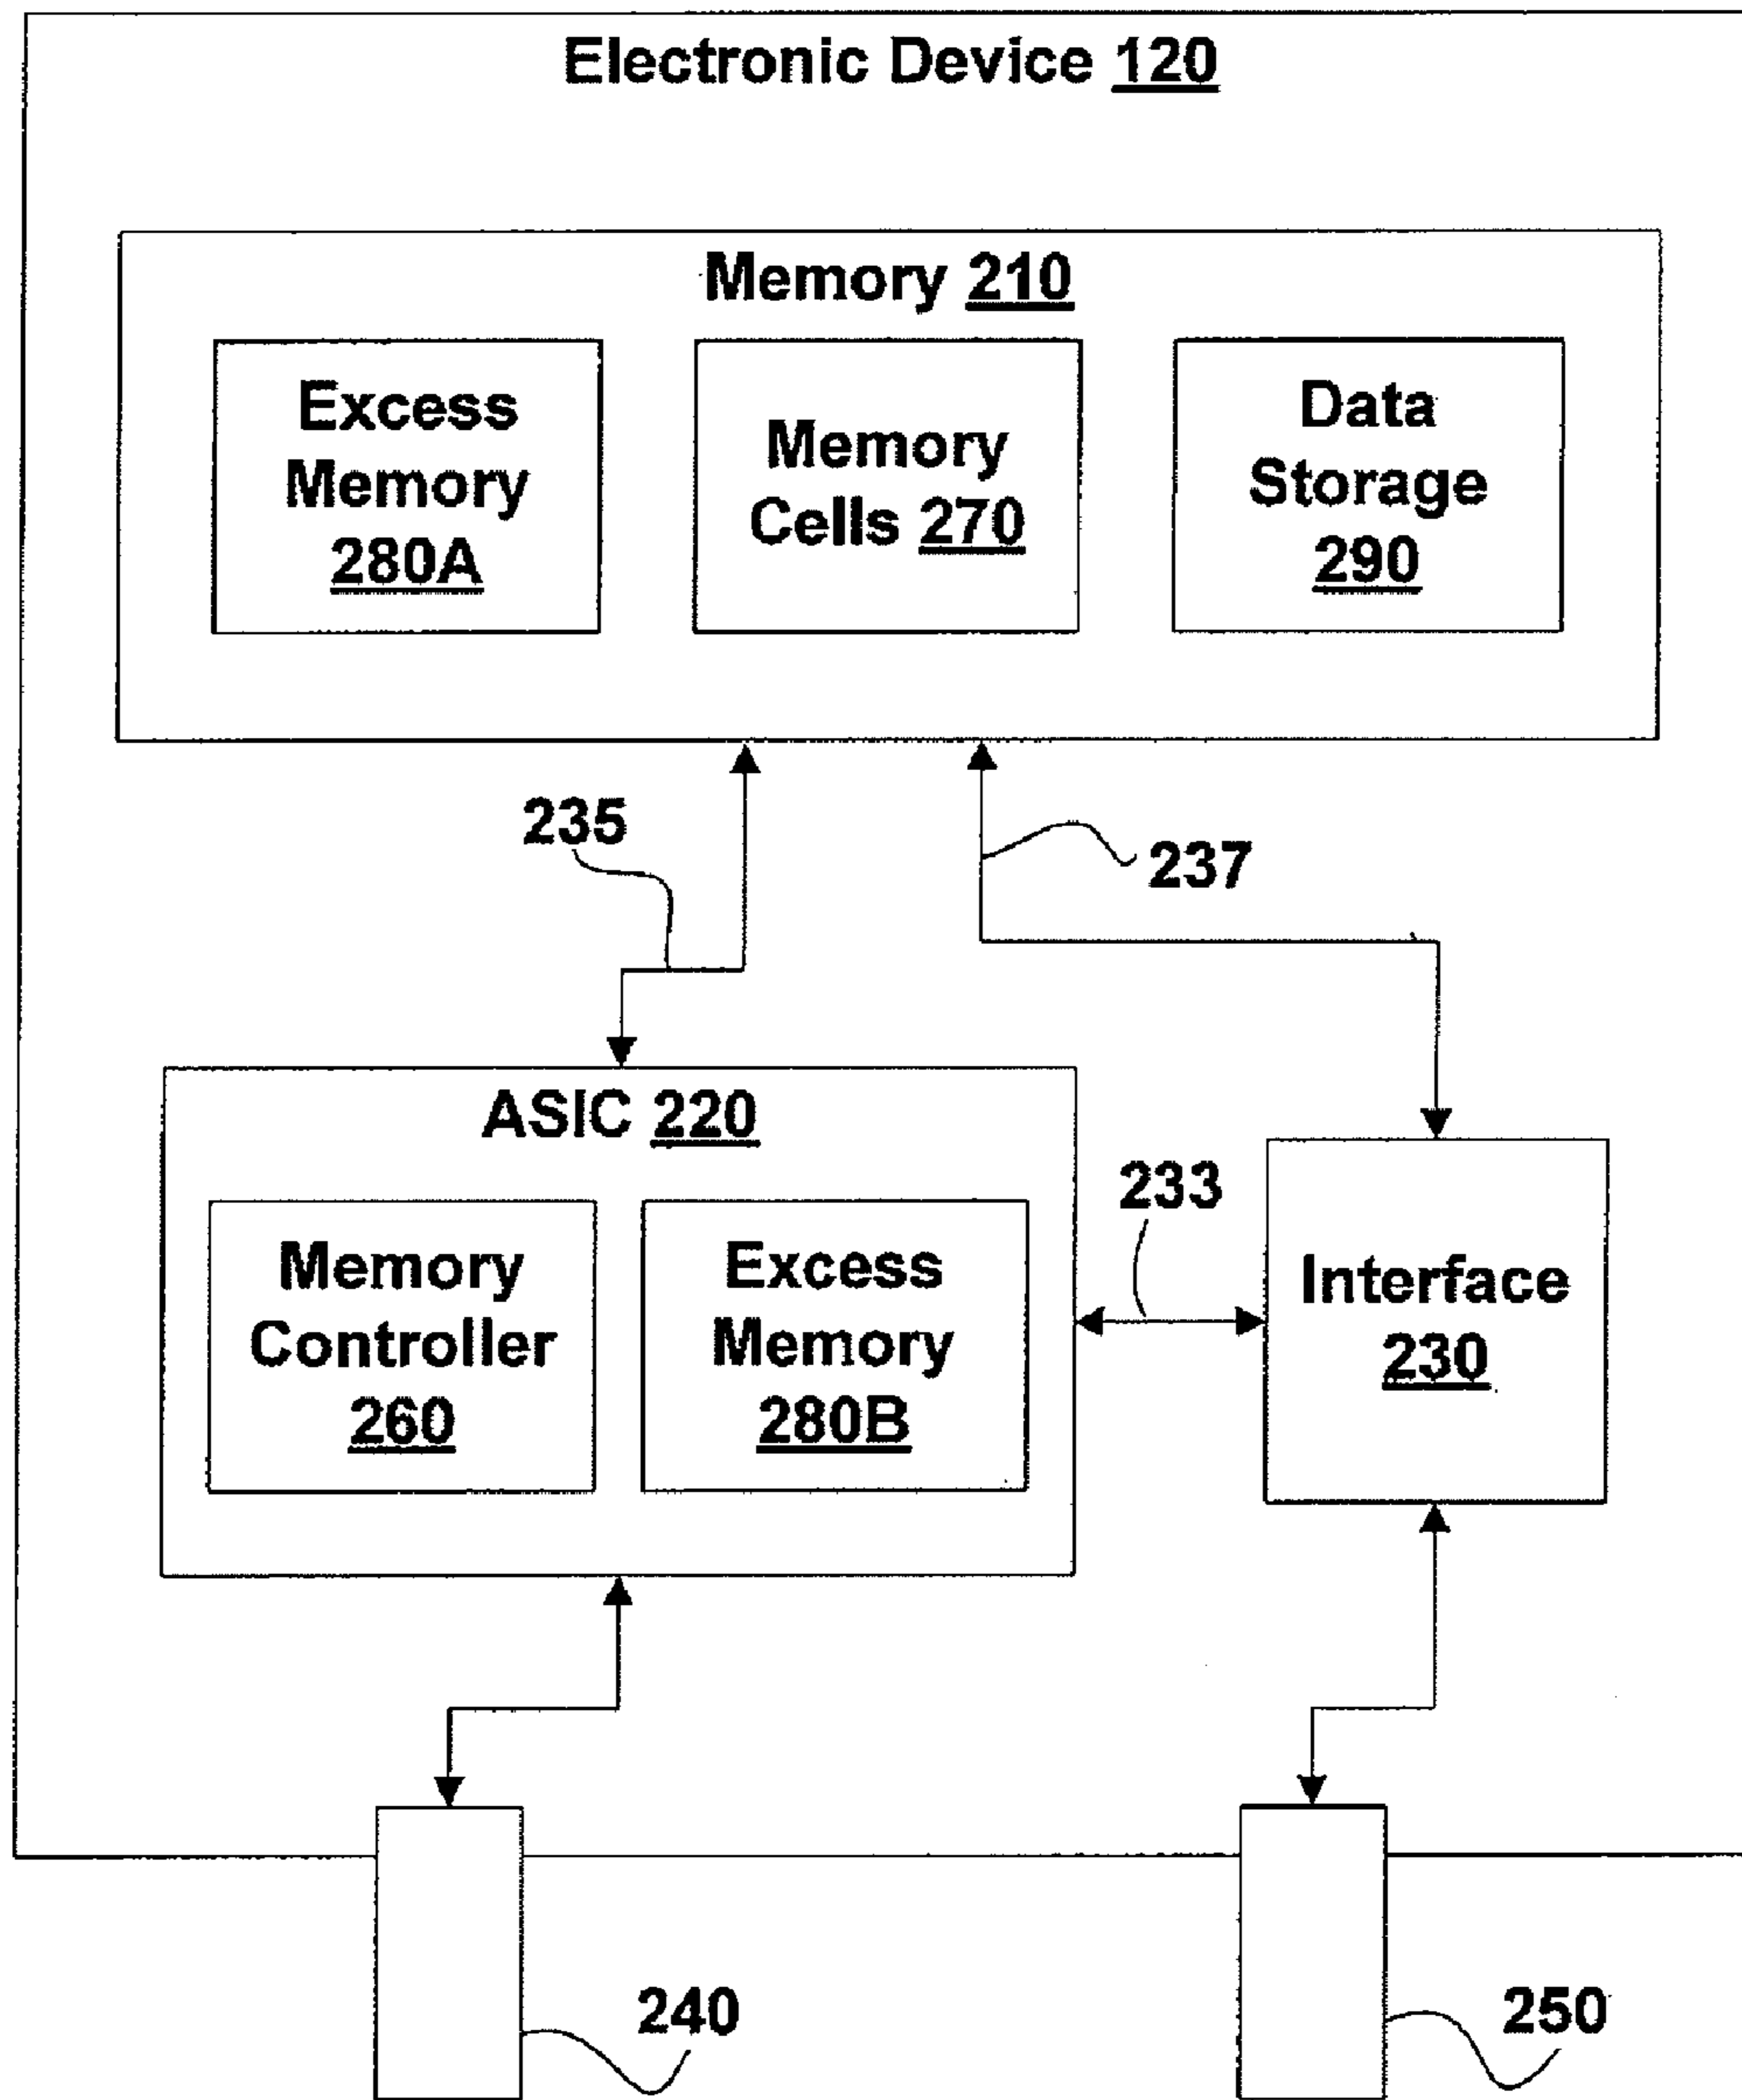 Electronic Device 120
Memory 210
Excess
Memory
280A
Memory
Cells 270
Data
Storage
290
235
237
ASIC 220
233
Memory
Controller
260
Excess
Memory
280B
Interface
230
240
250